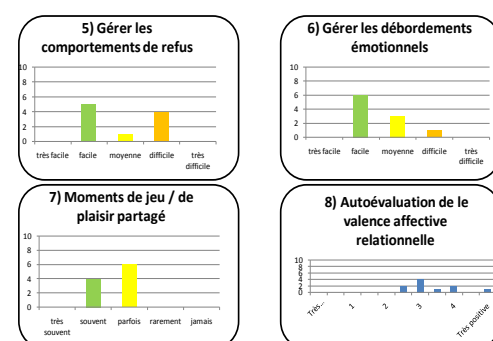 5) Gérer les
comportements de refus
10
8
6
4
2
0
très facile facile moyenne difficile très
difficile
6) Gérer les débordements
émotionnels
10
8
6
4
2
0
très facile facile moyenne difficile très
difficile
7) Moments de jeu / de
plaisir partagé
10
8
6
4
2
0
très
souvent souvent parfois rarement jamais
8) Autoévaluation de le
valence affective
relationnelle
10
8
6
4
2
0
Très... 1 2 3 4 Très positive